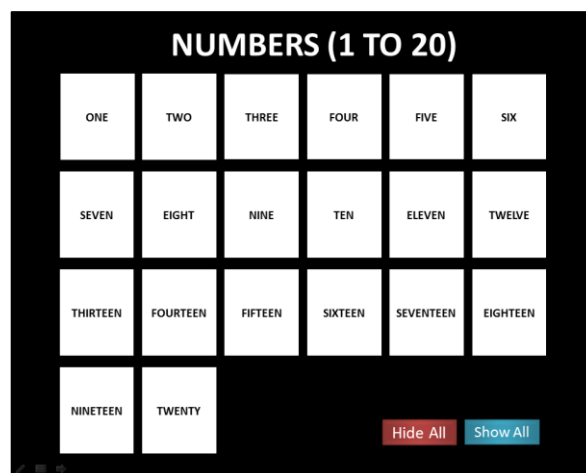 NUMBERS (1 TO 20)
ONE TWO THREE FOUR FIVE SIX
SEVEN EIGHT NINE TEN ELEVEN TWELVE
THIRTEEN FOURTEEN FIFTEEN SIXTEEN SEVENTEEN EIGHTEEN
NINETEEN TWENTY
Hide All Show All